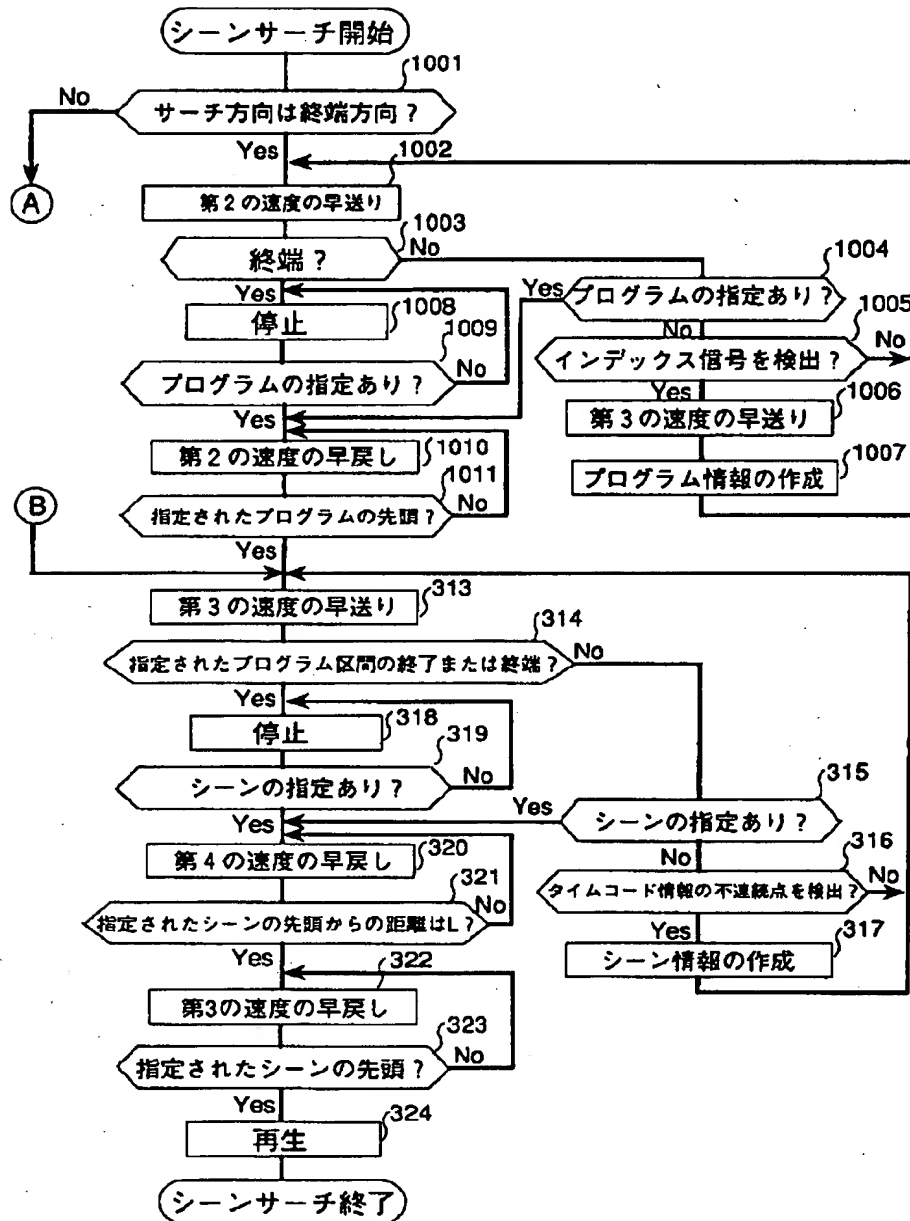 シーンサーチ開始
1001
No
サーチ方向は終端方向？
Yes
A
1002
第2の速度の早送り
1003
No
終端？
1004
Yes
プログラムの指定あり？
Yes
1008
停止
1009
No
プログラムの指定あり？
No
1005
No
インデックス信号を検出？
Yes
1006
第3の速度の早送り
1007
プログラム情報の作成
Yes
1010
第2の速度の早戻し
1011
No
指定されたプログラムの先頭？
B
Yes
313
第3の速度の早送り
314
No
指定されたプログラム区間の終了または終端？
Yes
318
停止
319
No
シーンの指定あり？
315
Yes
シーンの指定あり？
No
316
No
タイムコード情報の不連続点を検出？
Yes
317
シーン情報の作成
Yes
320
第4の速度の早戻し
321
No
指定されたシーンの先頭からの距離はL？
Yes
322
第3の速度の早戻し
323
No
指定されたシーンの先頭？
Yes
324
再生
シーンサーチ終了